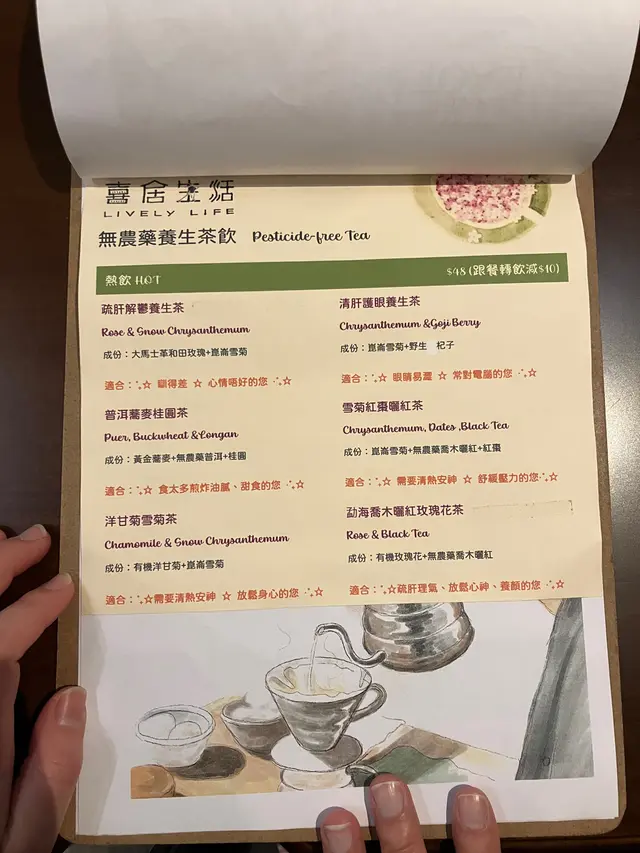 喜居生活
LIVELY LIFE
無農藥養生茶飲 Pesticide-free Tea
熱飲 HOT $48(跟餐轉飲減$10)
疏肝解鬱養生茶
Rose & Snow Chrysanthemum
成份：大馬士革和田玫瑰+崑崙雪菊
適合：☆ 瞓得差 ☆ 心情唔好的您 ☆
清肝護眼養生茶
Chrysanthemum &Goji Berry
成份：崑崙雪菊+野生 杞子
適合：☆ 眼睛易濇 ☆ 常對電腦的您 ☆
普洱蕎麥桂圓茶
Puer, Buckwheat &Longan
成份：黃金蕎麥+無農藥普洱+桂圓
適合：☆ 食太多煎炸油膩、甜食的您 ☆
雪菊紅棗曬紅茶
Chrysanthemum, Dates ,Black Tea
成份：崑崙雪菊+無農藥喬木曬紅+紅棗
適合：☆ 需要清熱安神 ☆ 舒緩壓力的您 ☆
洋甘菊雪菊茶
Chamomile & Snow Chrysanthemum
成份：有機洋甘菊+崑崙雪菊
適合：☆需要清熱安神 ☆ 放鬆身心的您 ☆
勐海喬木曬紅玫瑰花茶
Rose & Black Tea
成份：有機玫瑰花+無農藥喬木曬紅
適合：☆疏肝理氣、放鬆心神、養顏的您 ☆